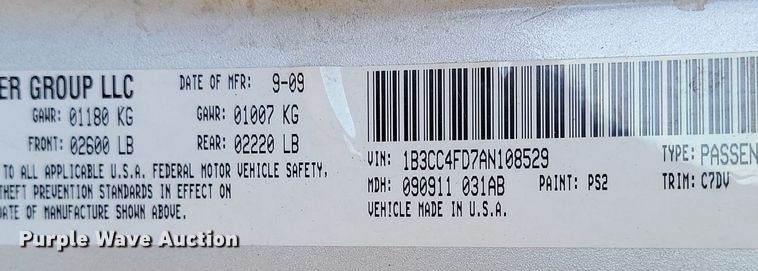 ER GROUP LLC DATE OF MFR: 9-09
GAWR: 01180 KG GAWR: 01007 KG
FRONT: 02600 LB REAR: 02220 LB
TO ALL APPLICABLE U.S.A. FEDERAL MOTOR VEHICLE SAFETY,
THEFT PREVENTION STANDARDS IN EFFECT ON
DATE OF MANUFACTURE SHOWN ABOVE.
VIN: 1B3CC4FD7AN108529 TYPE: PASSEN
MDH: 090911 031AB PAINT: PS2 TRIM: C7DV
VEHICLE MADE IN U.S.A.
Purple Wave Auction